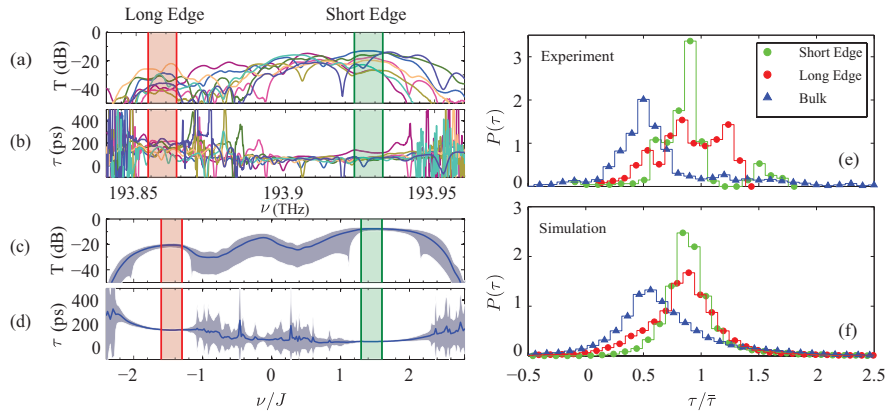 Long Edge
Short Edge
(a)
T (dB)
0
−20
−40
(b)
τ (ps)
400
200
0
193.85
193.9
193.95
ν (THz)
(c)
T (dB)
0
−20
−40
(d)
τ (ps)
400
200
0
−2
−1
0
1
2
ν/J
Experiment
Short Edge
Long Edge
Bulk
P(τ)
3
2
1
0
(e)
Simulation
P(τ)
3
2
1
0
(f)
−0.5
0
0.5
1
1.5
2
2.5
τ/τ̄